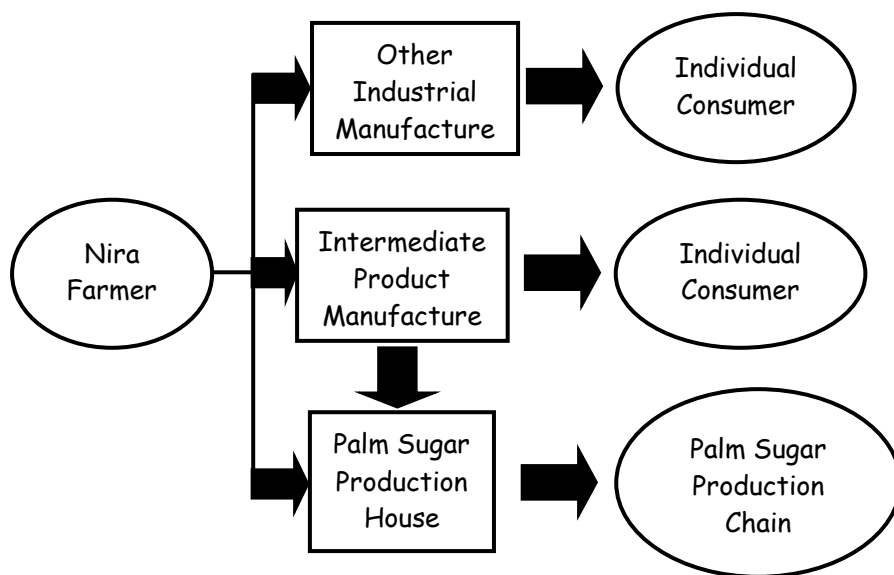 Other
Industrial
Manufacture
Individual
Consumer
Nira
Farmer
Intermediate
Product
Manufacture
Individual
Consumer
Palm Sugar
Production
House
Palm Sugar
Production
Chain